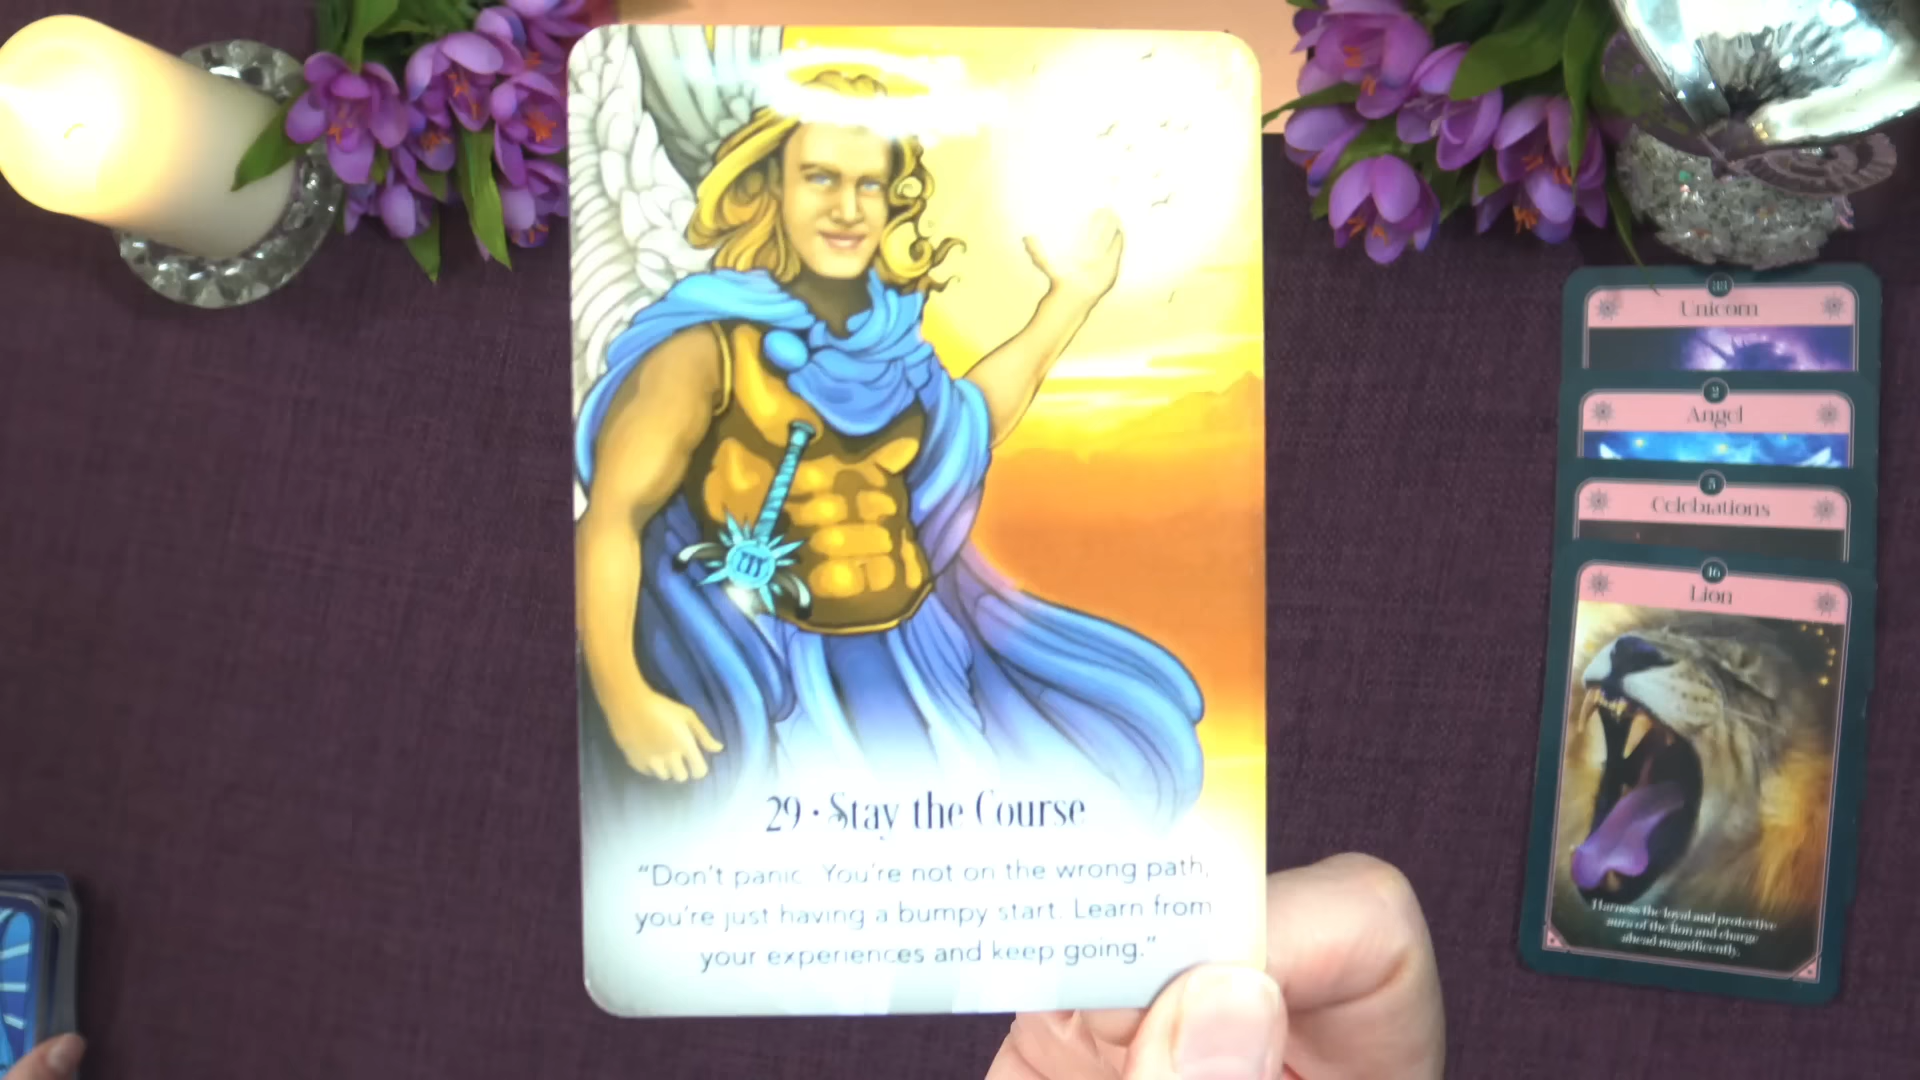 29 · Stay the Course
"Don't panic. You're not on the wrong path,
you're just having a bumpy start. Learn from
your experiences and keep going."
III
33
Unicorn
2
Angel
5
Celebrations
16
Lion
Harness the loyal and protective
aura of the lion and charge
ahead magnificently.